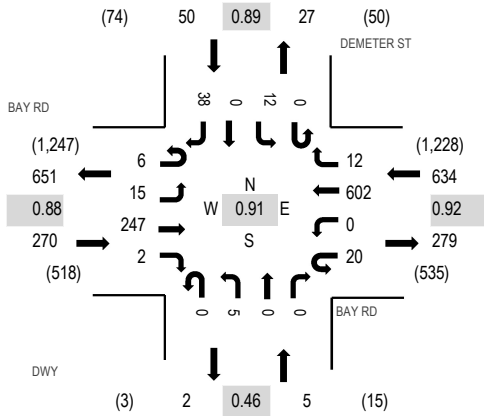 (74) 50 0.89 27 (50)
DEMETER ST
38 0 12 0
BAY RD
(1,247) (1,228)
651 6 12 634
15 N 602
0.88 W 0.91 E 0.92
247 S 0
270 2 20 279
(518) (535)
0 5 0 0
BAY RD
DWY
(3) 2 0.46 5 (15)